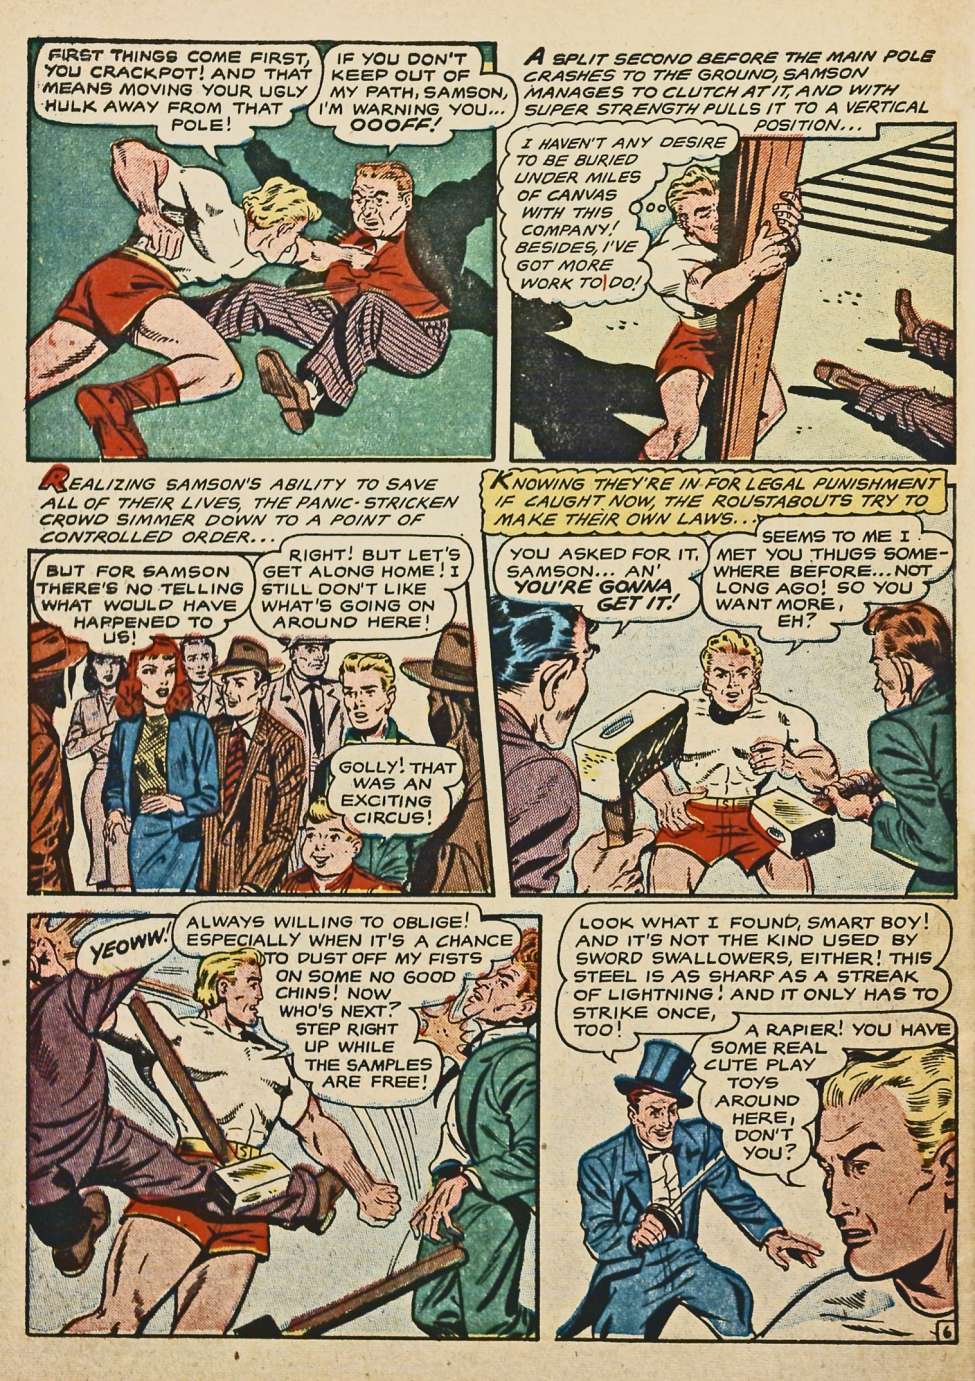 FIRST THINGS COME FIRST,
YOU CRACKPOT! AND THAT
MEANS MOVING YOUR UGLY
HULK AWAY FROM THAT
POLE!
IF YOU DON'T
KEEP OUT OF
MY PATH, SAMSON,
I'M WARNING YOU...
OOOFF!
A SPLIT SECOND BEFORE THE MAIN POLE
CRASHES TO THE GROUND, SAMSON
MANAGES TO CLUTCH AT IT, AND WITH
SUPER STRENGTH PULLS IT TO A VERTICAL
POSITION...
I HAVEN'T ANY DESIRE
TO BE BURIED
UNDER MILES
OF CANVAS
WITH THIS
COMPANY!
BESIDES, I'VE
GOT MORE
WORK TO DO!
REALIZING SAMSON'S ABILITY TO SAVE
ALL OF THEIR LIVES, THE PANIC-STRICKEN
CROWD SIMMER DOWN TO A POINT OF
CONTROLLED ORDER...
BUT FOR SAMSON
THERE'S NO TELLING
WHAT WOULD HAVE
HAPPENED TO
US!
RIGHT! BUT LET'S
GET ALONG HOME! I
STILL DON'T LIKE
WHAT'S GOING ON
AROUND HERE!
GOLLY! THAT
WAS AN
EXCITING
CIRCUS!
KNOWING THEY'RE IN FOR LEGAL PUNISHMENT
IF CAUGHT NOW, THE ROUSTABOUTS TRY TO
MAKE THEIR OWN LAWS...
YOU ASKED FOR IT,
SAMSON... AN'
YOU'RE GONNA
GET IT!
SEEMS TO ME I
MET YOU THUGS SOME-
WHERE BEFORE...NOT
LONG AGO! SO YOU
WANT MORE,
EH?
YEOWW!
ALWAYS WILLING TO OBLIGE!
ESPECIALLY WHEN IT'S A CHANCE
TO DUST OFF MY FISTS
ON SOME NO GOOD
CHINS! NOW
WHO'S NEXT?
STEP RIGHT
UP WHILE
THE SAMPLES
ARE FREE!
S
LOOK WHAT I FOUND, SMART BOY!
AND IT'S NOT THE KIND USED BY
SWORD SWALLOWERS, EITHER! THIS
STEEL IS AS SHARP AS A STREAK
OF LIGHTNING! AND IT ONLY HAS TO
STRIKE ONCE,
TOO!
A RAPIER! YOU HAVE
SOME REAL
CUTE PLAY
TOYS
AROUND
HERE,
DON'T
YOU?
6